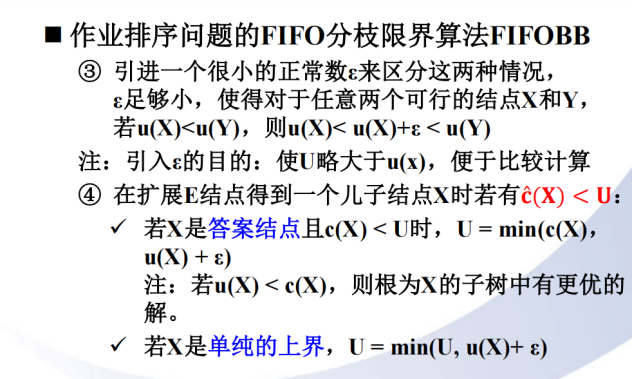 ■ 作业排序问题的FIFO分枝限界算法FIFOBB
③ 引进一个很小的正常数ε来区分这两种情况，
ε足够小，使得对于任意两个可行的结点X和Y，
若u(X)<u(Y)，则u(X)< u(X)+ε < u(Y)
注：引入ε的目的：使U略大于u(x)，便于比较计算
④ 在扩展E结点得到一个儿子结点X时若有ĉ(X) < U：
✓ 若X是答案结点且c(X) < U时，U = min(c(X)，
u(X) + ε)
注：若u(X) < c(X)，则根为X的子树中有更优的
解。
✓ 若X是单纯的上界，U = min(U, u(X)+ ε)